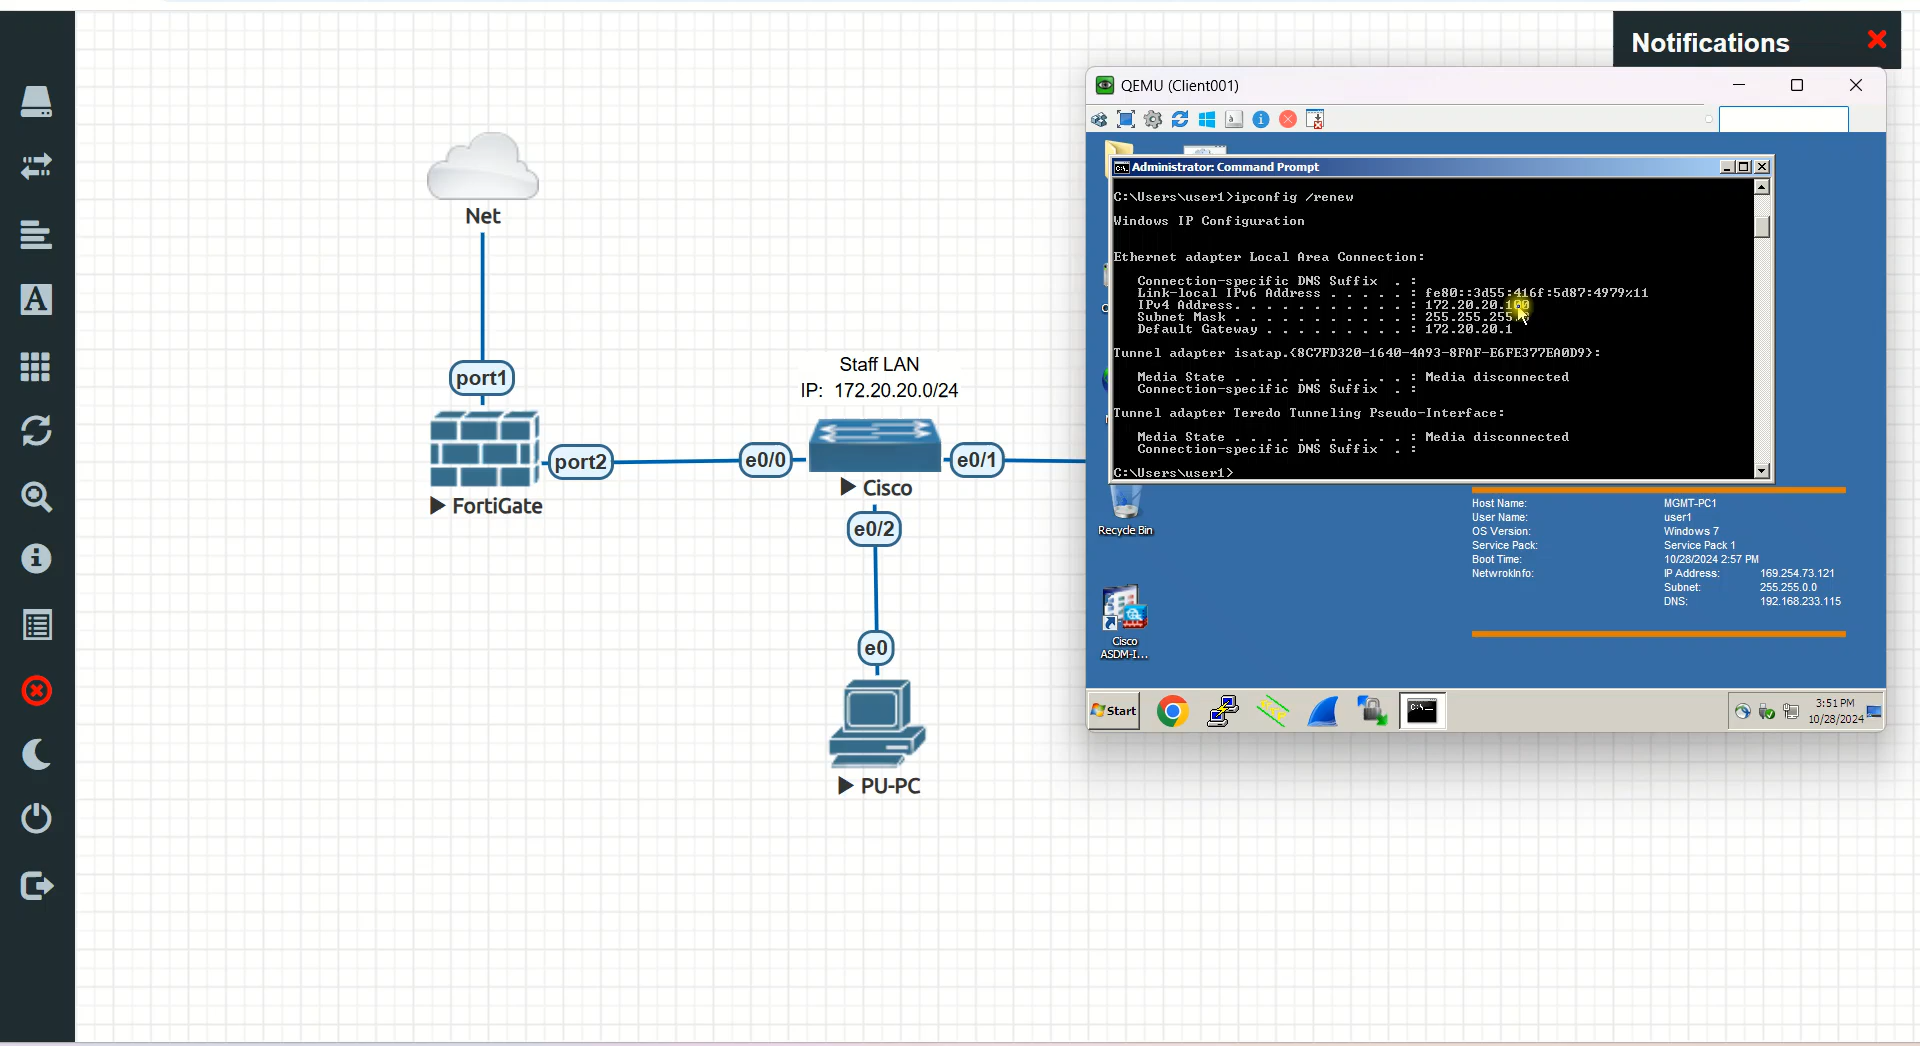 Notifications
QEMU (Client001)
Administrator: Command Prompt
C:\Users\user1>ipconfig /renew
Windows IP Configuration
Ethernet adapter Local Area Connection:
Connection-specific DNS Suffix  . :
Link-local IPv6 Address . . . . . : fe80::3d55:416f:5d87:4979%11
IPv4 Address. . . . . . . . . . . : 172.20.20.100
Subnet Mask . . . . . . . . . . . : 255.255.255.0
Default Gateway . . . . . . . . . : 172.20.20.1
Tunnel adapter isatap.{8C7FD320-1640-4A93-8FAF-E6FE377EA0D9}:
Media State . . . . . . . . . . . : Media disconnected
Connection-specific DNS Suffix  . :
Tunnel adapter Teredo Tunneling Pseudo-Interface:
Media State . . . . . . . . . . . : Media disconnected
Connection-specific DNS Suffix  . :
C:\Users\user1>
Host Name: MGMT-PC1
User Name: user1
OS Version: Windows 7
Service Pack: Service Pack 1
Boot Time: 10/28/2024 2:57 PM
NetwrokInfo: IP Address: 169.254.73.121
Subnet: 255.255.0.0
DNS: 192.168.233.115
Recycle Bin
Cisco
ASDM-I...
Start
3:51 PM
10/28/2024
Net
port1
FortiGate
port2
Staff LAN
IP: 172.20.20.0/24
e0/0
e0/1
Cisco
e0/2
e0
PU-PC